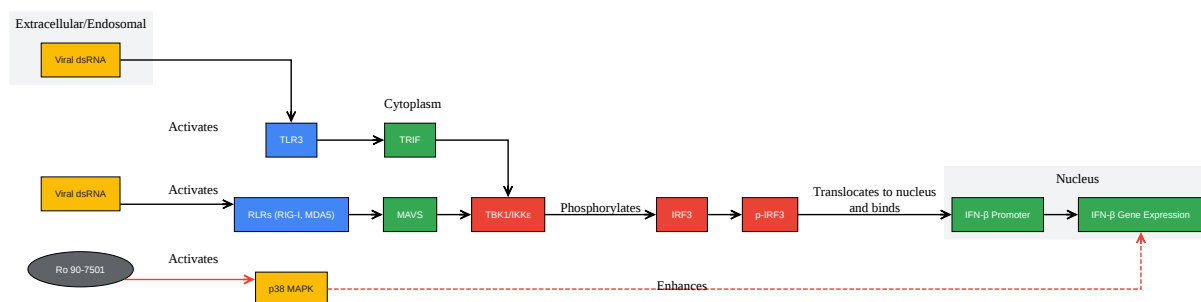 Extracellular/Endosomal
Viral dsRNA
Cytoplasm
Activates
TLR3
TRIF
Nucleus
Viral dsRNA
Activates
Translocates to nucleus
and binds
RLRs (RIG-I, MDA5)
MAVS
TBK1/IKKε
Phosphorylates
IRF3
p-IRF3
IFN-β Promoter
IFN-β Gene Expression
Activates
Ro 90-7501
p38 MAPK
Enhances